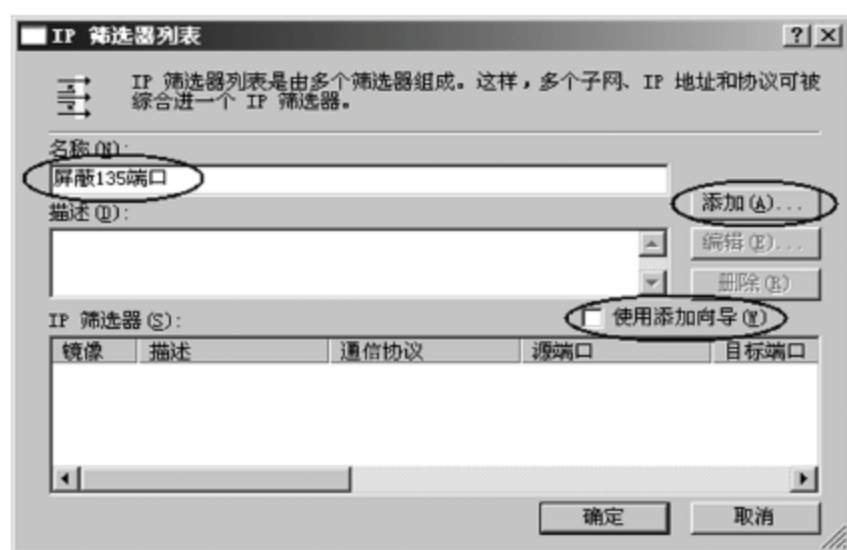 IP 筛选器列表
IP 筛选器列表是由多个筛选器组成。这样，多个子网、IP 地址和协议可被
综合进一个 IP 筛选器。
名称(N):
屏蔽135端口
添加(A)...
描述(D):
编辑(E)...
删除(R)
IP 筛选器(S):
使用添加向导(W)
镜像 描述 通信协议 源端口 目标端口
确定 取消